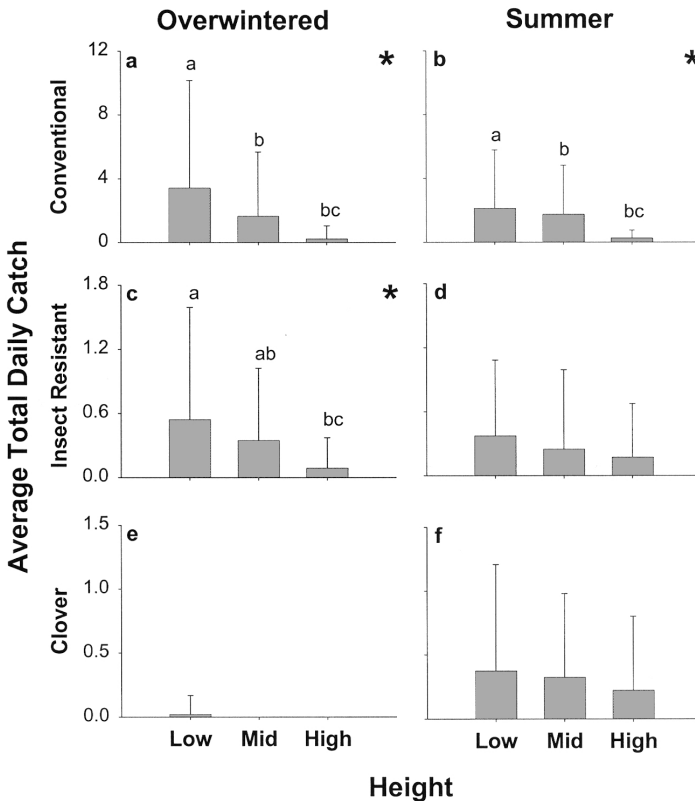 Overwintered
Summer
Average Total Daily Catch
Conventional
12
8
4
0
a
a
b
bc
*
b
a
b
bc
*
Insect Resistant
1.8
1.2
0.6
0.0
c
a
ab
bc
*
d
Clover
1.5
1.0
0.5
0.0
e
f
Low Mid High
Low Mid High
Height